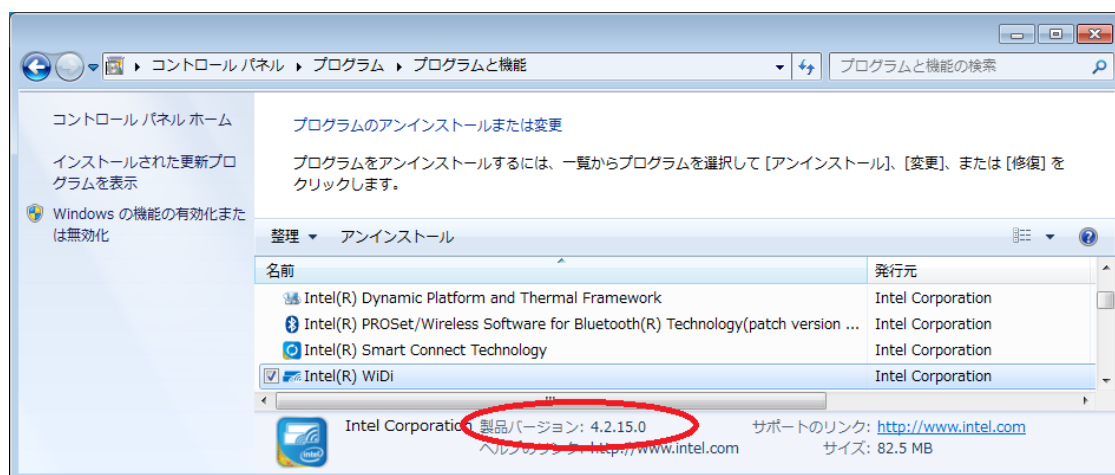 コントロール パネル ▸ プログラム ▸ プログラムと機能
プログラムと機能の検索
コントロール パネル ホーム
インストールされた更新プロ
グラムを表示
Windows の機能の有効化また
は無効化
プログラムのアンインストールまたは変更
プログラムをアンインストールするには、一覧からプログラムを選択して [アンインストール]、[変更]、または [修復] を
クリックします。
整理 アンインストール
名前 発行元
Intel(R) Dynamic Platform and Thermal Framework Intel Corporation
Intel(R) PROSet/Wireless Software for Bluetooth(R) Technology(patch version ... Intel Corporation
Intel(R) Smart Connect Technology Intel Corporation
Intel(R) WiDi Intel Corporation
Intel Corporation 製品バージョン: 4.2.15.0 サポートのリンク: http://www.intel.com
ヘルプのリンク: http://www.intel.com サイズ: 82.5 MB
intel